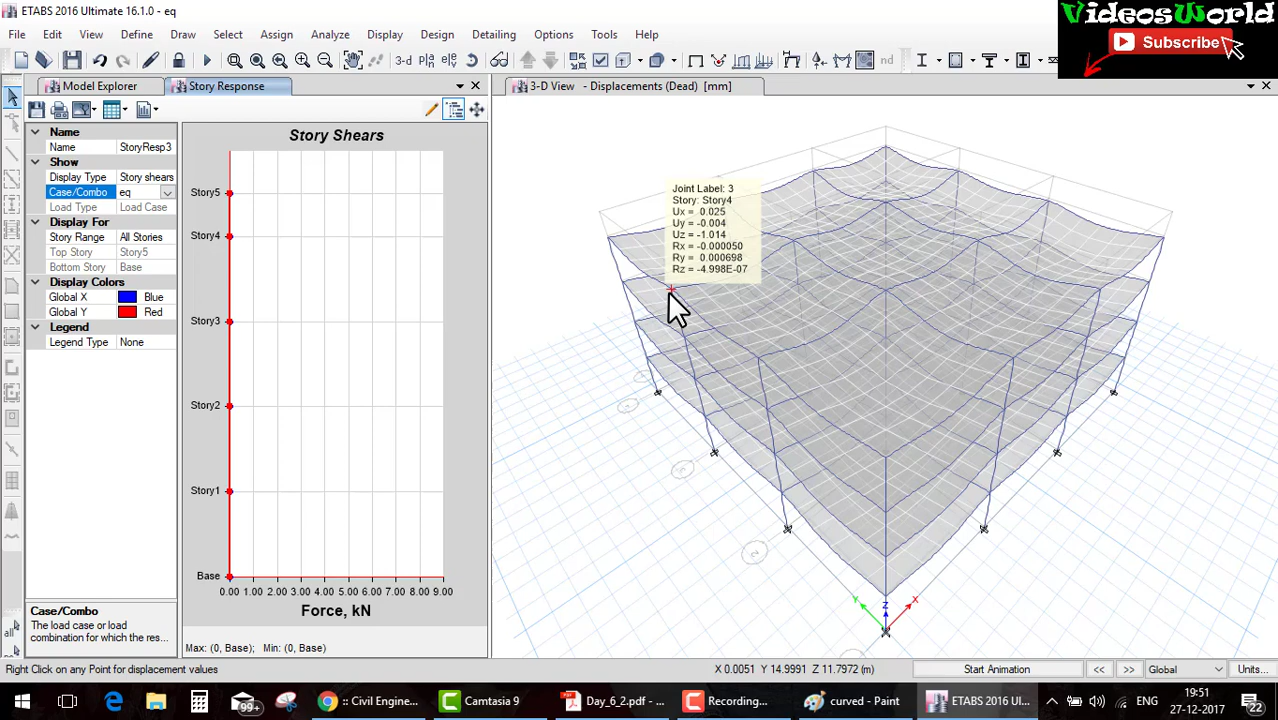 ETABS 2016 Ultimate 16.1.0 - eq
VideosWorld
Subscribe
File Edit View Define Draw Select Assign Analyze Display Design Detailing Options Tools Help
3-d nd
Model Explorer
Story Response
3-D View - Displacements (Dead) [mm]
Name
Name StoryResp3
Show
Display Type Story shears
Case/Combo eq
Load Type Load Case
Display For
Story Range All Stories
Top Story Story5
Bottom Story Base
Display Colors
Global X Blue
Global Y Red
Legend
Legend Type None
Case/Combo
The load case or load
combination for which the res...
Story Shears
Story5
Story4
Story3
Story2
Story1
Base
0.00 1.00 2.00 3.00 4.00 5.00 6.00 7.00 8.00 9.00
Force, kN
Max: (0, Base); Min: (0, Base)
Joint Label: 3
Story: Story4
Ux = 0.025
Uy = -0.004
Uz = -1.014
Rx = -0.000050
Ry = 0.000698
Rz = -4.998E-07
Y Z X
all
Right Click on any Point for displacement values
X 0.0051 Y 14.9991 Z 11.7972 (m)
Start Animation
<< >>
Global
Units...
99+
:: Civil Engine...
Camtasia 9
Day_6_2.pdf - ...
Recording...
curved - Paint
ETABS 2016 Ul...
ENG
19:51
27-12-2017
22